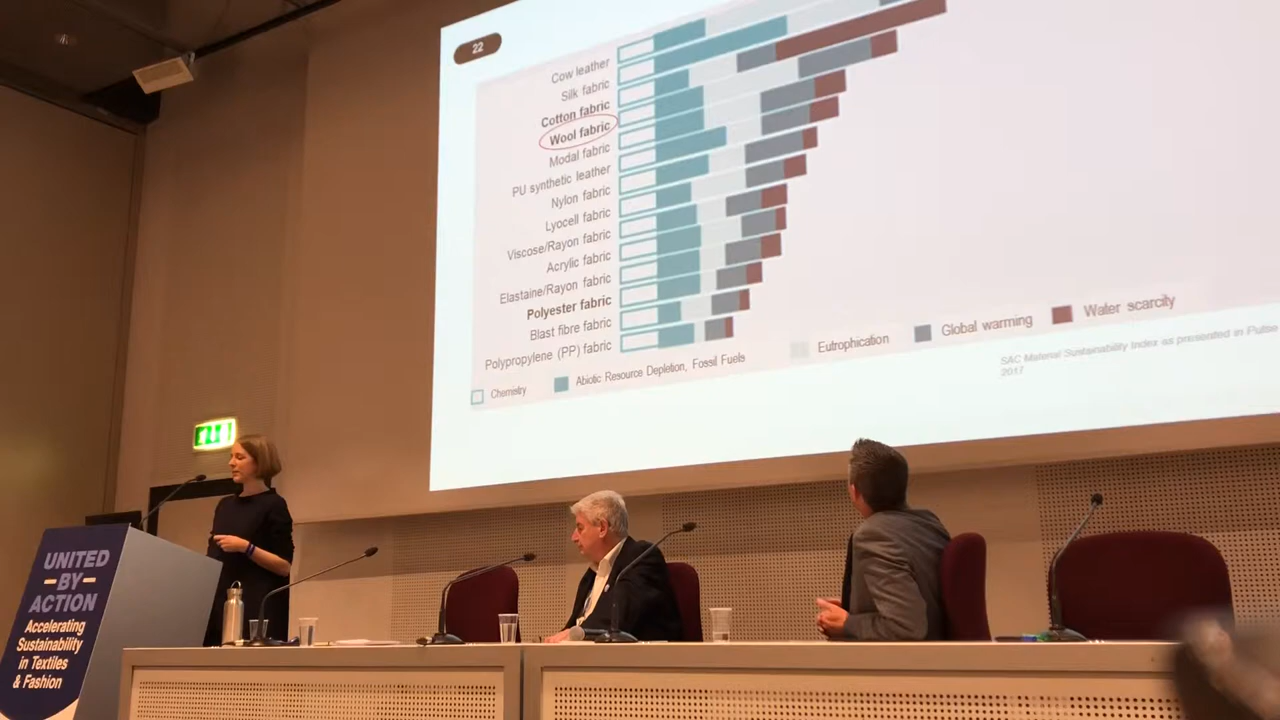 22
Cow leather
Silk fabric
Cotton fabric
Wool fabric
Modal fabric
PU synthetic leather
Nylon fabric
Lyocell fabric
Viscose/Rayon fabric
Acrylic fabric
Elastaine/Rayon fabric
Polyester fabric
Blast fibre fabric
Polypropylene (PP) fabric
Chemistry
Abiotic Resource Depletion, Fossil Fuels
Eutrophication
Global warming
Water scarcity
SAC Material Sustainability Index as presented in Pulse
2017
UNITED
BY
ACTION
Accelerating
Sustainability
in Textiles
& Fashion